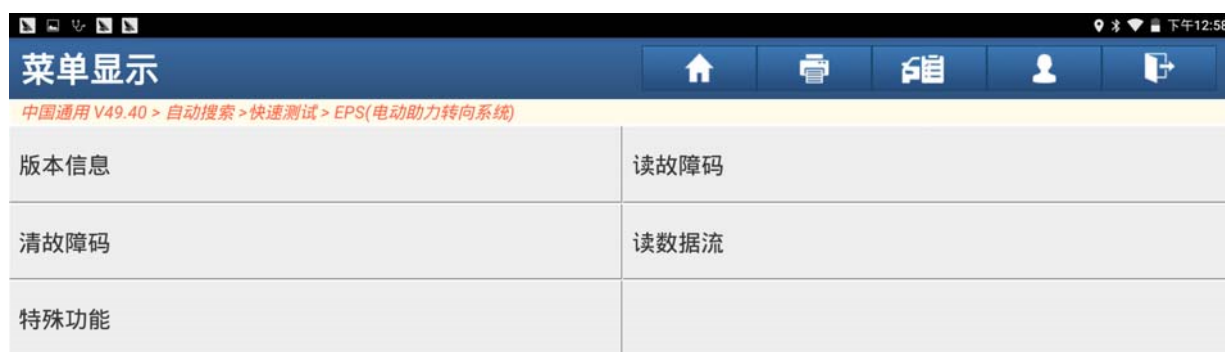 下午12:58
菜单显示
中国通用 V49.40 > 自动搜索 > 快速测试 > EPS(电动助力转向系统)
版本信息
读故障码
清故障码
读数据流
特殊功能